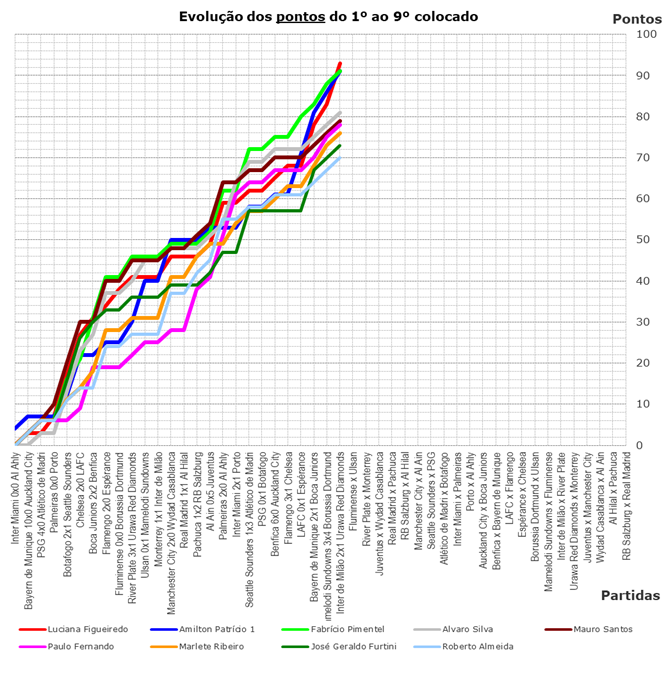 Evolução dos pontos do 1º ao 9º colocado
Pontos
100
90
80
70
60
50
40
30
20
10
0
Inter Miami 0x0 Al Ahly
Bayern de Munique 10x0 Auckland City
PSG 4x0 Atlético de Madri
Palmeiras 0x0 Porto
Botafogo 2x1 Seattle Sounders
Chelsea 2x0 LAFC
Boca Juniors 2x2 Benfica
Flamengo 2x0 Espérance
Fluminense 0x0 Borussia Dortmund
River Plate 3x1 Urawa Red Diamonds
Ulsan 0x1 Mamelodi Sundowns
Monterrey 1x1 Inter de Milão
Manchester City 2x0 Wydad Casablanca
Real Madrid 1x1 Al Hilal
Pachuca 1x2 RB Salzburg
Al Ain 0x5 Juventus
Palmeiras 2x0 Al Ahly
Inter Miami 2x1 Porto
Seattle Sounders 1x3 Atlético de Madri
PSG 0x1 Botafogo
Benfica 6x0 Auckland City
Flamengo 3x1 Chelsea
LAFC 0x1 Espérance
Bayern de Munique 2x1 Boca Juniors
amelodi Sundowns 3x4 Borussia Dortmund
Inter de Milão 2x1 Urawa Red Diamonds
Fluminense x Ulsan
River Plate x Monterrey
Juventus x Wydad Casablanca
Real Madrid x Pachuca
RB Salzburg x Al Hilal
Manchester City x Al Ain
Seattle Sounders x PSG
Atlético de Madri x Botafogo
Inter Miami x Palmeiras
Porto x Al Ahly
Auckland City x Boca Juniors
Benfica x Bayern de Munique
LAFC x Flamengo
Espérance x Chelsea
Borussia Dortmund x Ulsan
Mamelodi Sundowns x Fluminense
Inter de Milão x River Plate
Urawa Red Diamonds x Monterrey
Juventus x Manchester City
Wydad Casablanca x Al Ain
Al Hilal x Pachuca
RB Salzburg x Real Madrid
Partidas
Luciana Figueiredo
Amilton Patrício 1
Fabrício Pimentel
Alvaro Silva
Mauro Santos
Paulo Fernando
Marlete Ribeiro
José Geraldo Furtini
Roberto Almeida